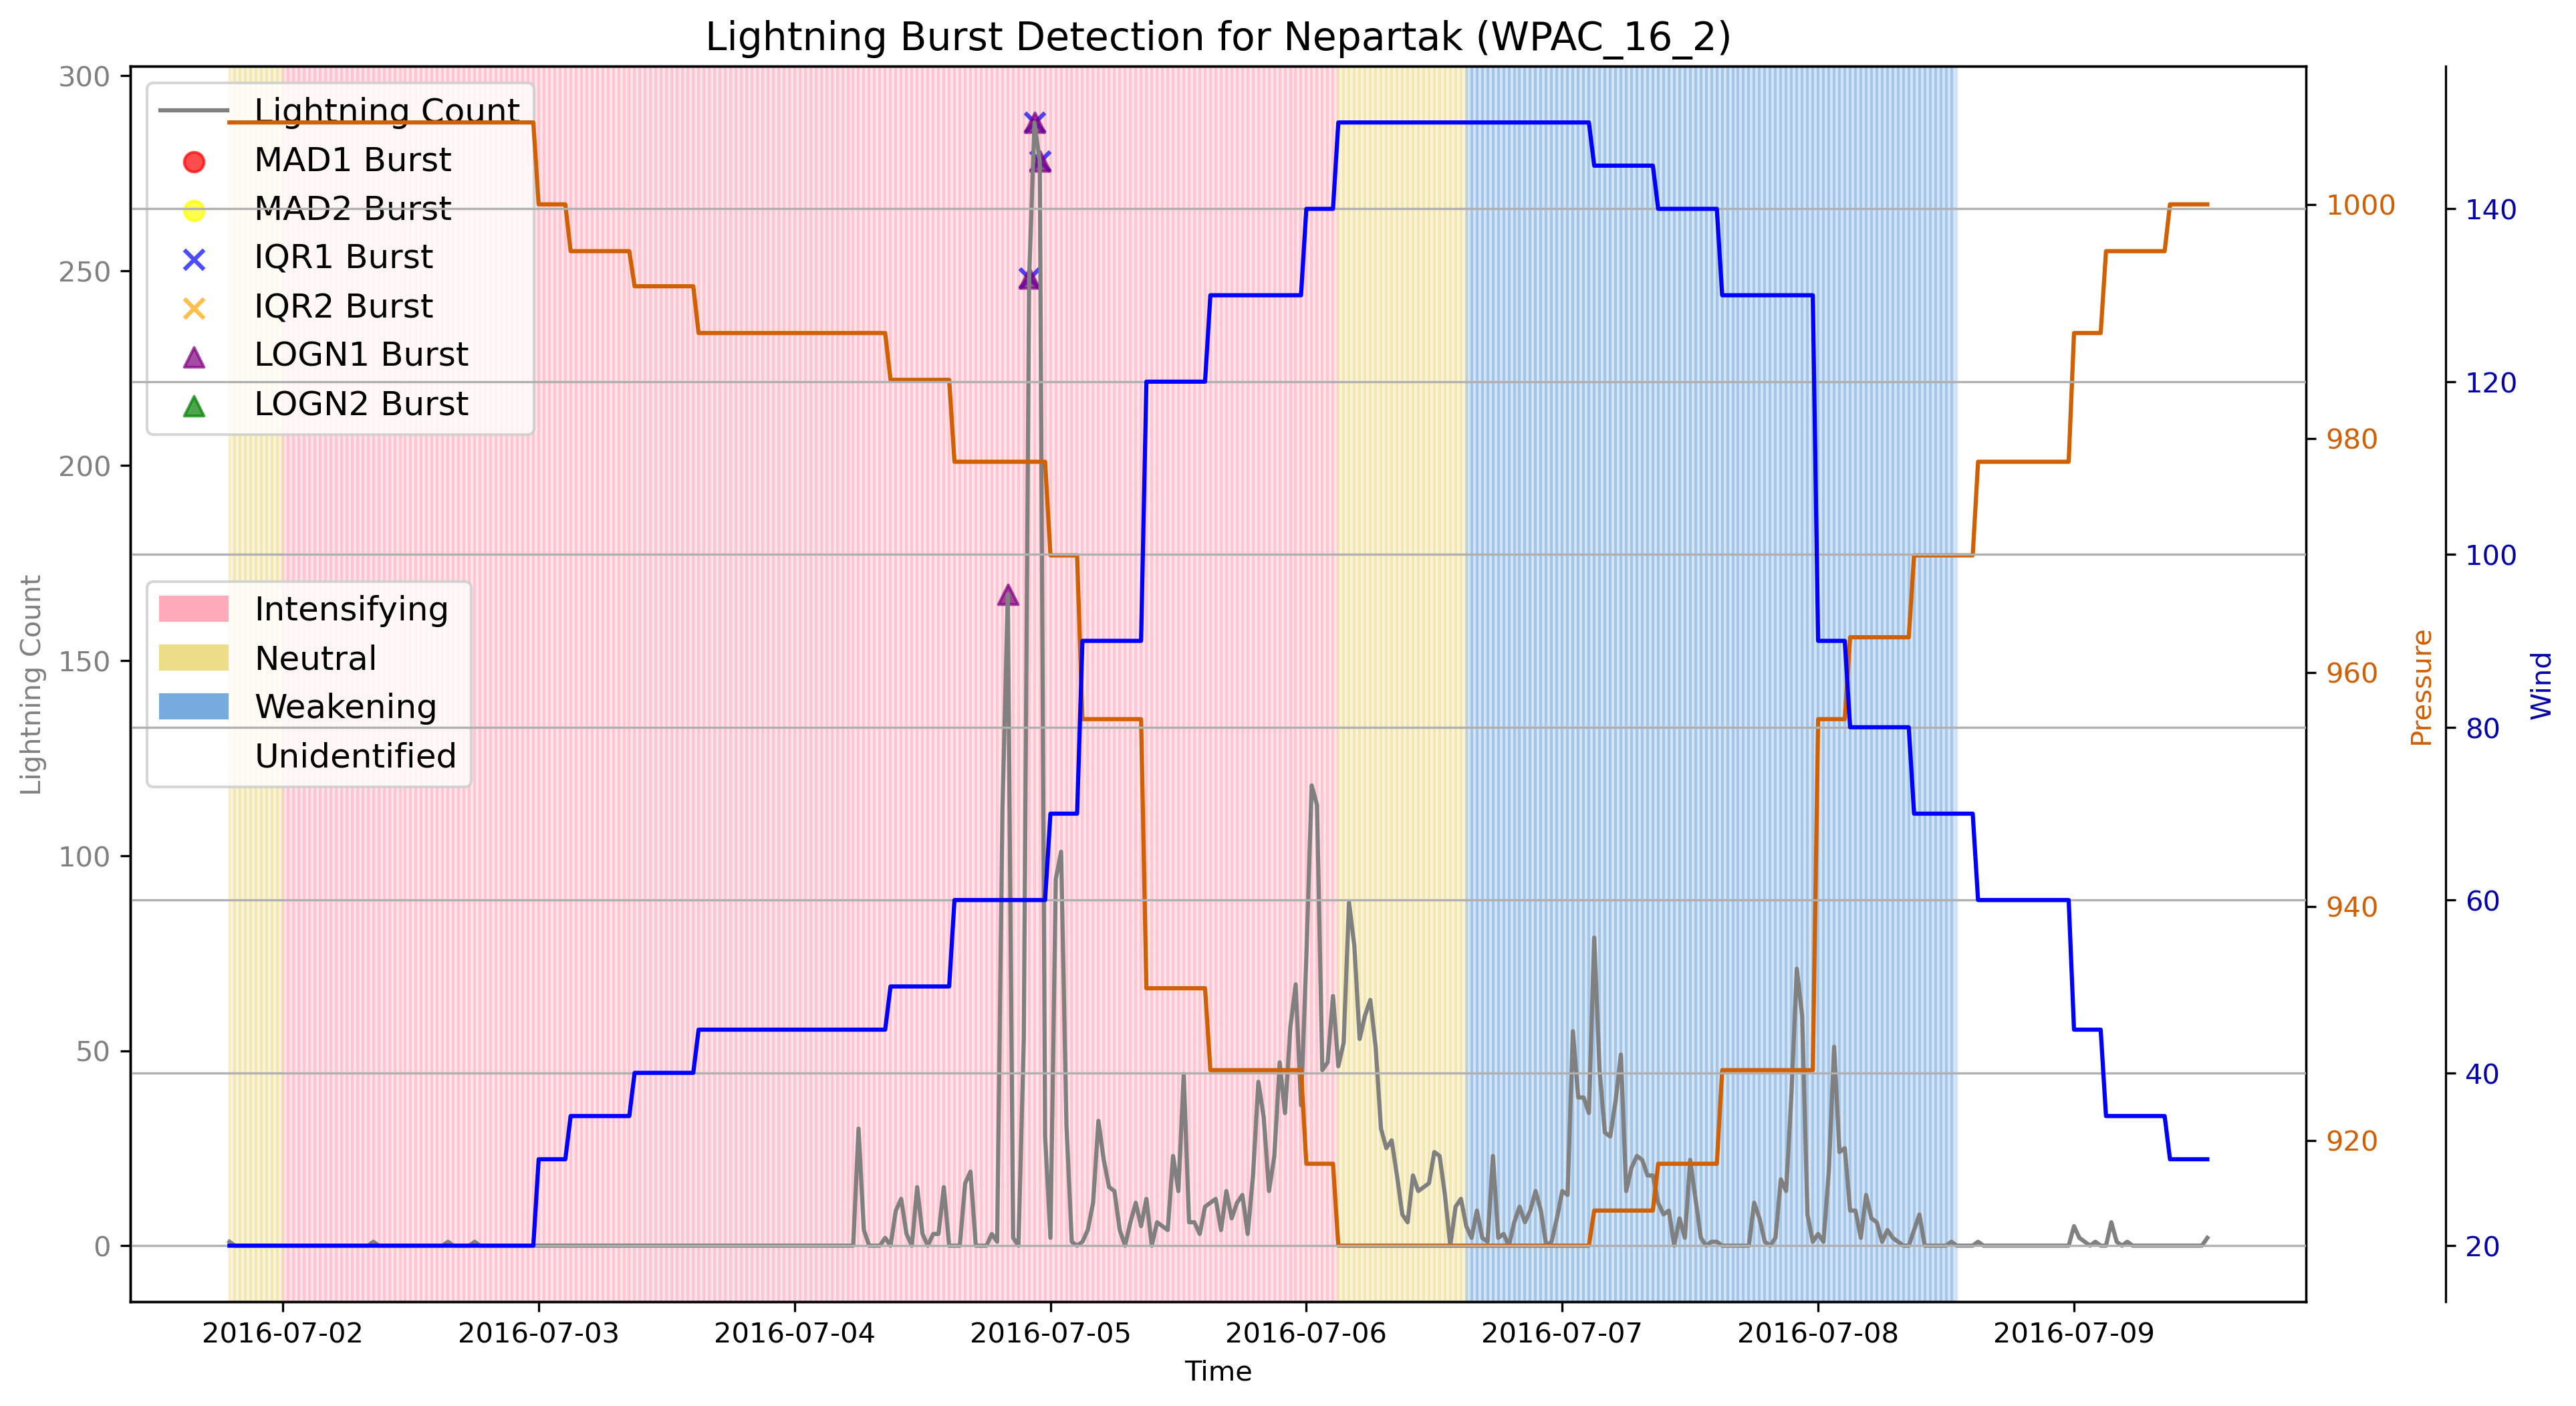 Lightning Burst Detection for Nepartak (WPAC_16_2)
Lightning Count
MAD1 Burst
MAD2 Burst
IQR1 Burst
IQR2 Burst
LOGN1 Burst
LOGN2 Burst
Intensifying
Neutral
Weakening
Unidentified
300
250
200
150
100
50
0
Lightning Count
1000
980
960
940
920
Pressure
140
120
100
80
60
40
20
Wind
2016-07-02 2016-07-03 2016-07-04 2016-07-05 2016-07-06 2016-07-07 2016-07-08 2016-07-09
Time